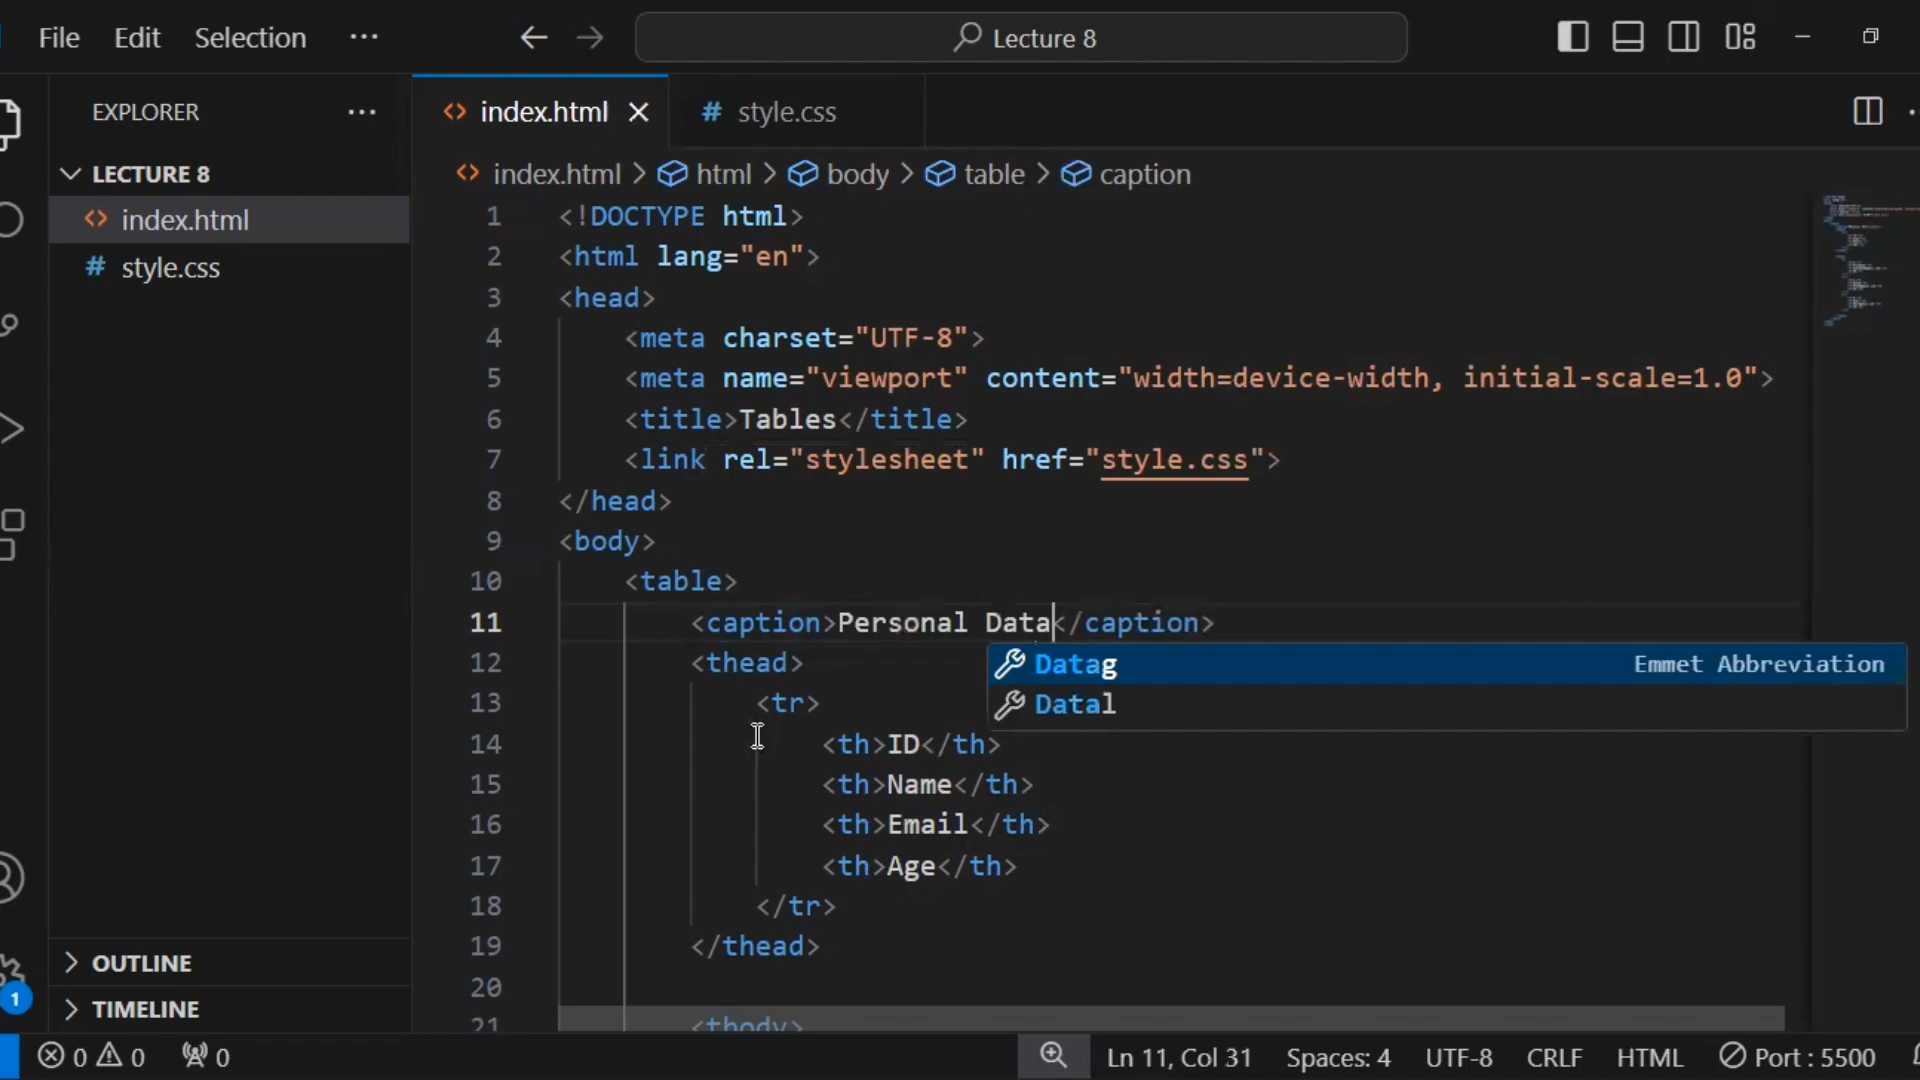 File Edit Selection ··· Lecture 8
EXPLORER ···
index.html
# style.css
LECTURE 8
index.html
# style.css
index.html > html > body > table > caption
1 <!DOCTYPE html>
2 <html lang="en">
3 <head>
4 <meta charset="UTF-8">
5 <meta name="viewport" content="width=device-width, initial-scale=1.0">
6 <title>Tables</title>
7 <link rel="stylesheet" href="style.css">
8 </head>
9 <body>
10 <table>
11 <caption>Personal Data</caption>
Datag Emmet Abbreviation
Datal
12 <thead>
13 <tr>
14 <th>ID</th>
15 <th>Name</th>
16 <th>Email</th>
17 <th>Age</th>
18 </tr>
19 </thead>
20
21 <tbody>
OUTLINE
TIMELINE
1
0 0 0 Ln 11, Col 31 Spaces: 4 UTF-8 CRLF HTML Port : 5500